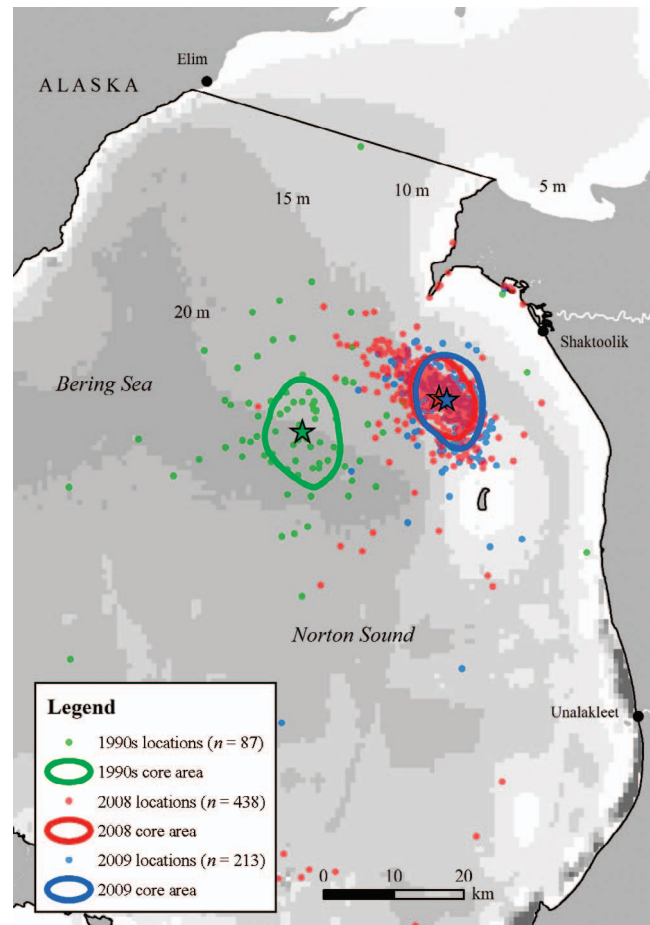 Elim
ALASKA
15 m
10 m
5 m
20 m
Shaktoolik
Bering Sea
Norton Sound
Unalakleet
Legend
1990s locations (n = 87)
1990s core area
2008 locations (n = 438)
2008 core area
2009 locations (n = 213)
2009 core area
0 10 20
km